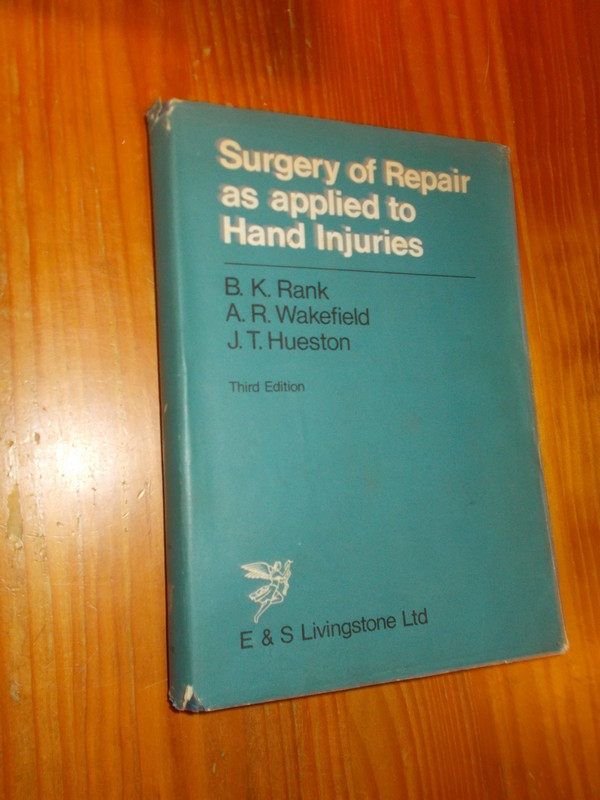 Surgery of Repair
as applied to
Hand Injuries
B. K. Rank
A. R. Wakefield
J. T. Hueston
Third Edition
E & S Livingstone Ltd